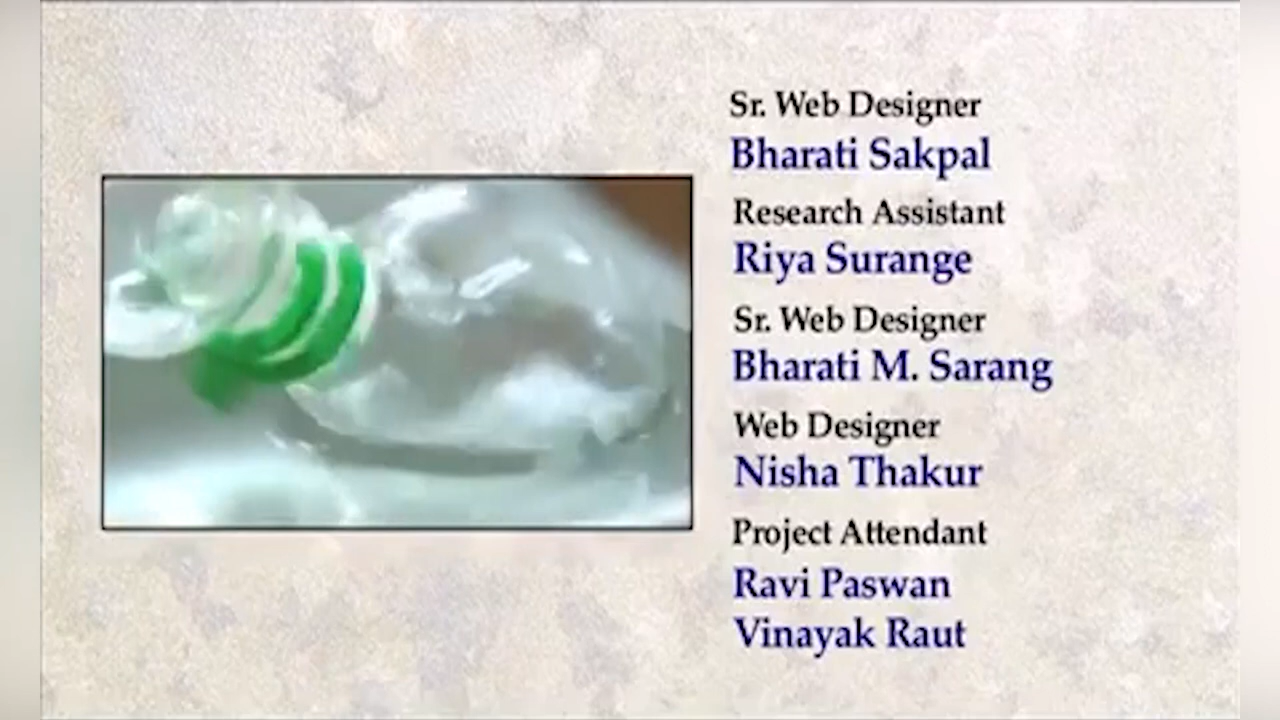 Sr. Web Designer
Bharati Sakpal
Research Assistant
Riya Surange
Sr. Web Designer
Bharati M. Sarang
Web Designer
Nisha Thakur
Project Attendant
Ravi Paswan
Vinayak Raut